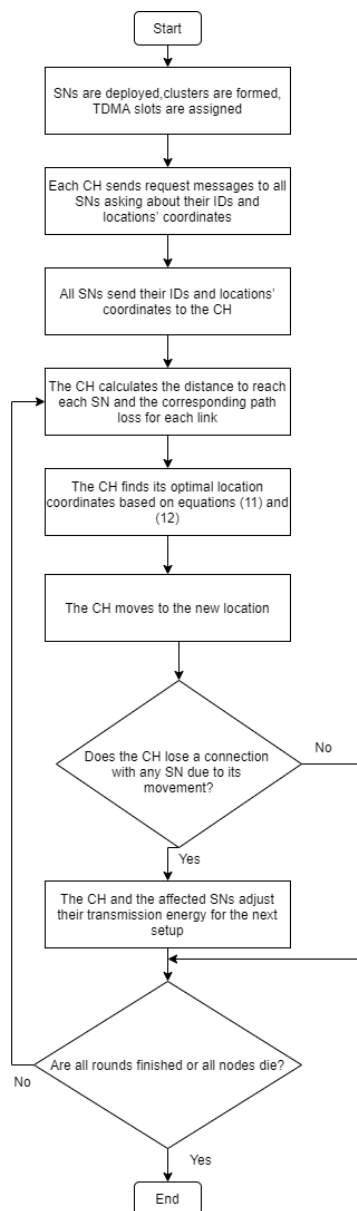 Start
SNs are deployed,clusters are formed,
TDMA slots are assigned
Each CH sends request messages to all
SNs asking about their IDs and
locations' coordinates
All SNs send their IDs and locations'
coordinates to the CH
The CH calculates the distance to reach
each SN and the corresponding path
loss for each link
The CH finds its optimal location
coordinates based on equations (11) and
(12)
The CH moves to the new location
Does the CH lose a connection
with any SN due to its
movement?
No
Yes
The CH and the affected SNs adjust
their transmission energy for the next
setup
Are all rounds finished or all nodes die?
No
Yes
End